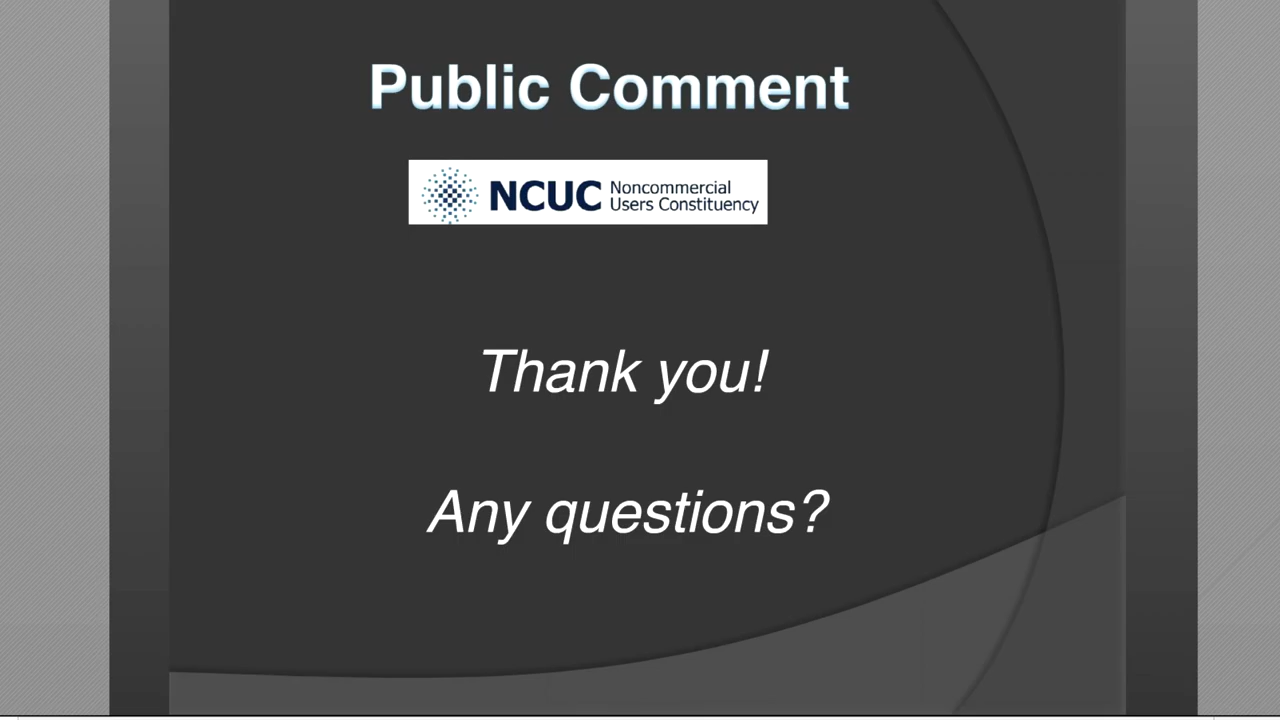 Public Comment
NCUC Noncommercial
Users Constituency
Thank you!
Any questions?